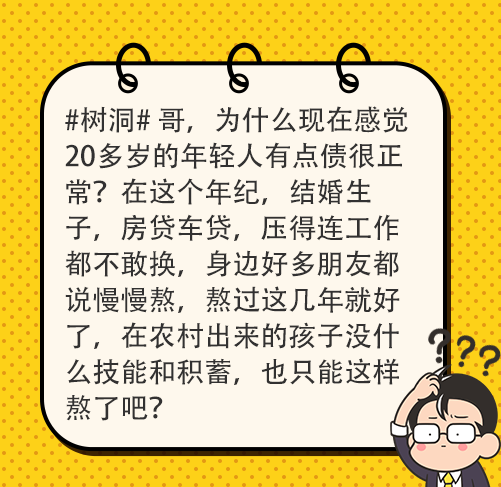 #树洞# 哥，为什么现在感觉
20多岁的年轻人有点债很正
常？在这个年纪，结婚生
子，房贷车贷，压得连工作
都不敢换，身边好多朋友都
说慢慢熬，熬过这几年就好
了，在农村出来的孩子没什
么技能和积蓄，也只能这样
熬了吧？
???